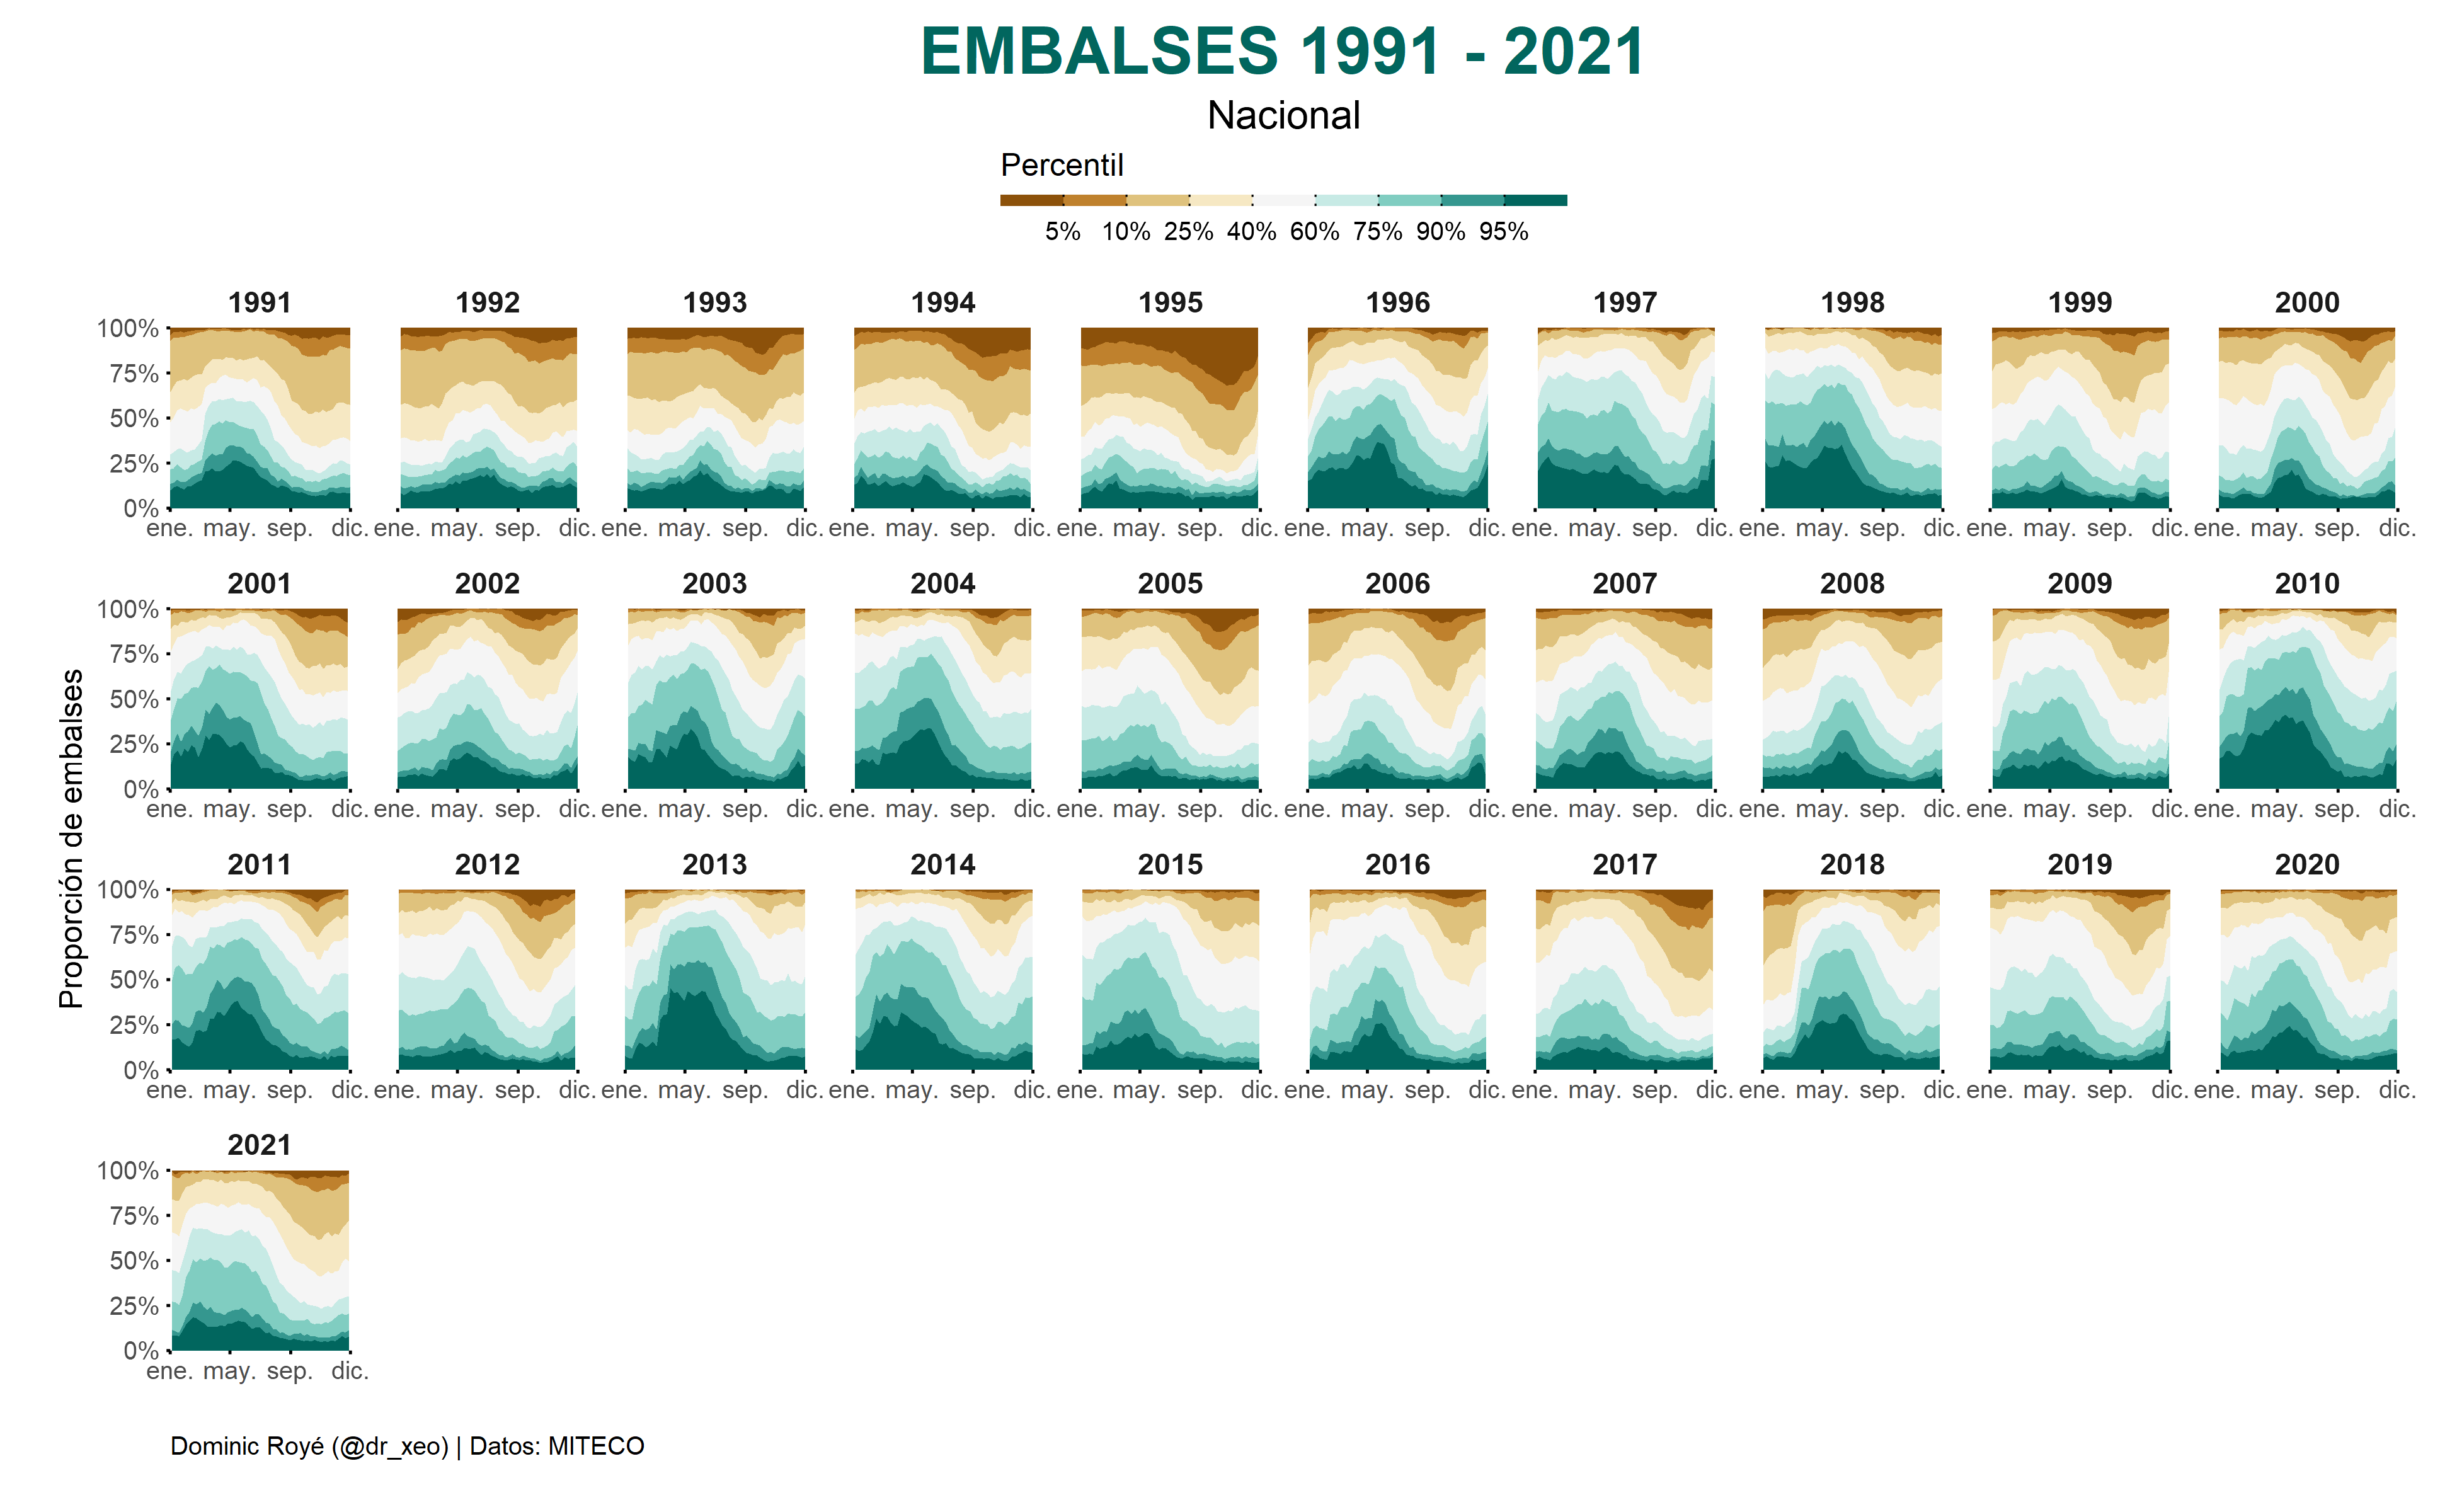 EMBALSES 1991 - 2021
Nacional
Percentil
5% 10% 25% 40% 60% 75% 90% 95%
1991 1992 1993 1994 1995 1996 1997 1998 1999 2000
100%
75%
50%
25%
0%
ene. may. sep. dic. ene. may. sep. dic. ene. may. sep. dic. ene. may. sep. dic. ene. may. sep. dic. ene. may. sep. dic. ene. may. sep. dic. ene. may. sep. dic. ene. may. sep. dic. ene. may. sep. dic.
2001 2002 2003 2004 2005 2006 2007 2008 2009 2010
100%
75%
50%
25%
0%
ene. may. sep. dic. ene. may. sep. dic. ene. may. sep. dic. ene. may. sep. dic. ene. may. sep. dic. ene. may. sep. dic. ene. may. sep. dic. ene. may. sep. dic. ene. may. sep. dic. ene. may. sep. dic.
Proporción de embalses
2011 2012 2013 2014 2015 2016 2017 2018 2019 2020
100%
75%
50%
25%
0%
ene. may. sep. dic. ene. may. sep. dic. ene. may. sep. dic. ene. may. sep. dic. ene. may. sep. dic. ene. may. sep. dic. ene. may. sep. dic. ene. may. sep. dic. ene. may. sep. dic. ene. may. sep. dic.
2021
100%
75%
50%
25%
0%
ene. may. sep. dic.
Dominic Royé (@dr_xeo) | Datos: MITECO